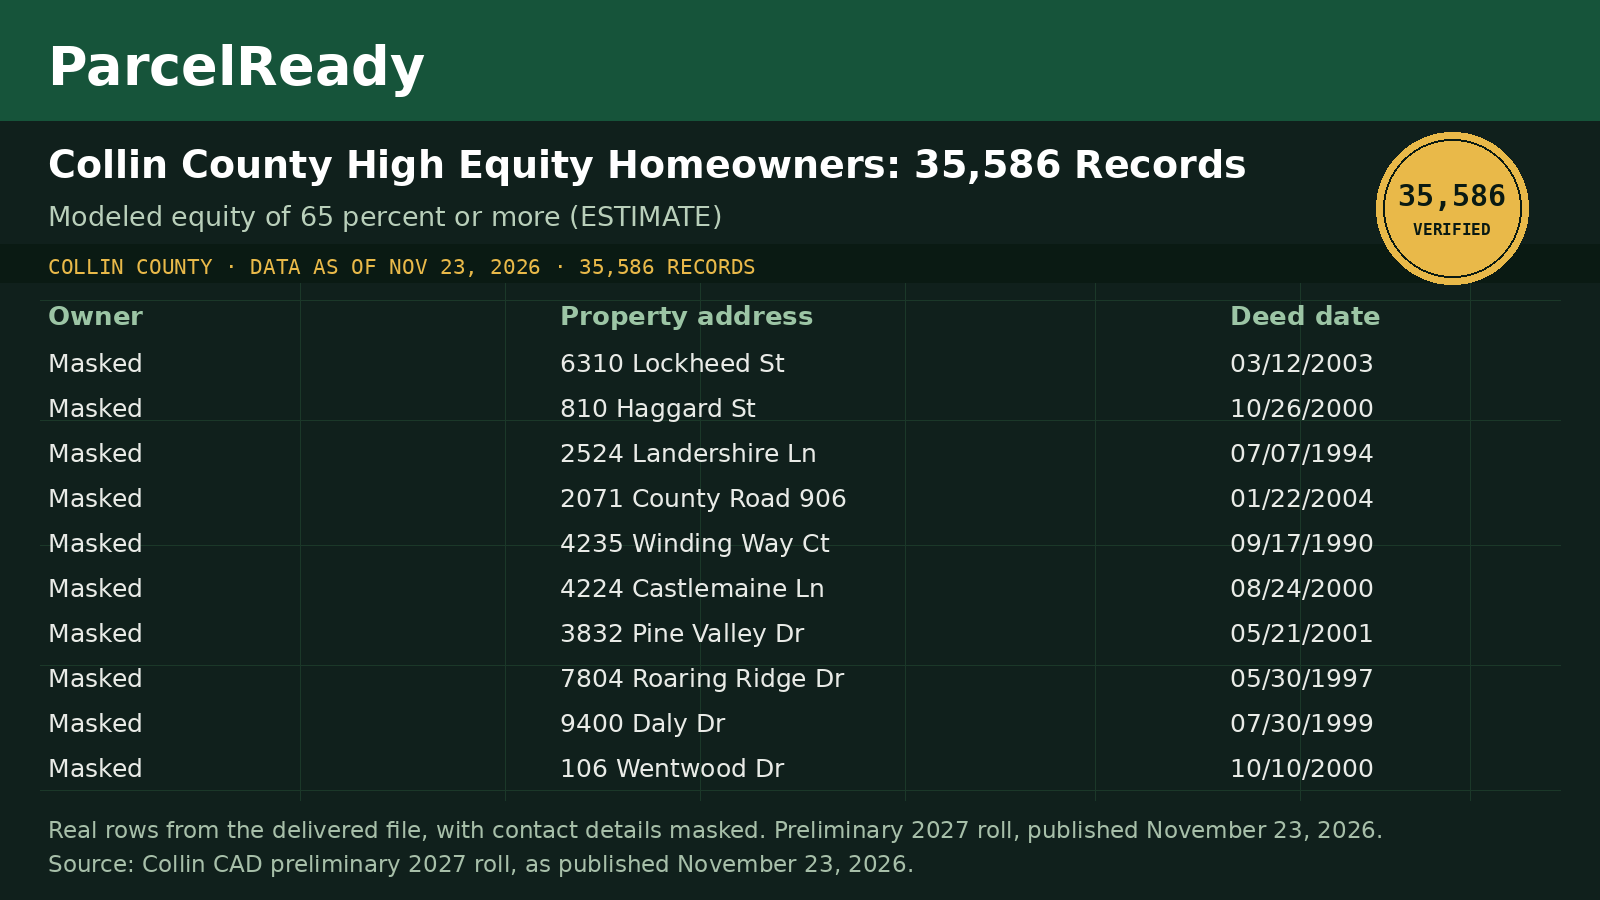 ParcelReady
Collin County High Equity Homeowners: 35,586 Records
Modeled equity of 65 percent or more (ESTIMATE)
35,586
VERIFIED
COLLIN COUNTY · DATA AS OF NOV 23, 2026 · 35,586 RECORDS
Owner Property address Deed date
Masked 6310 Lockheed St 03/12/2003
Masked 810 Haggard St 10/26/2000
Masked 2524 Landershire Ln 07/07/1994
Masked 2071 County Road 906 01/22/2004
Masked 4235 Winding Way Ct 09/17/1990
Masked 4224 Castlemaine Ln 08/24/2000
Masked 3832 Pine Valley Dr 05/21/2001
Masked 7804 Roaring Ridge Dr 05/30/1997
Masked 9400 Daly Dr 07/30/1999
Masked 106 Wentwood Dr 10/10/2000
Real rows from the delivered file, with contact details masked. Preliminary 2027 roll, published November 23, 2026.
Source: Collin CAD preliminary 2027 roll, as published November 23, 2026.